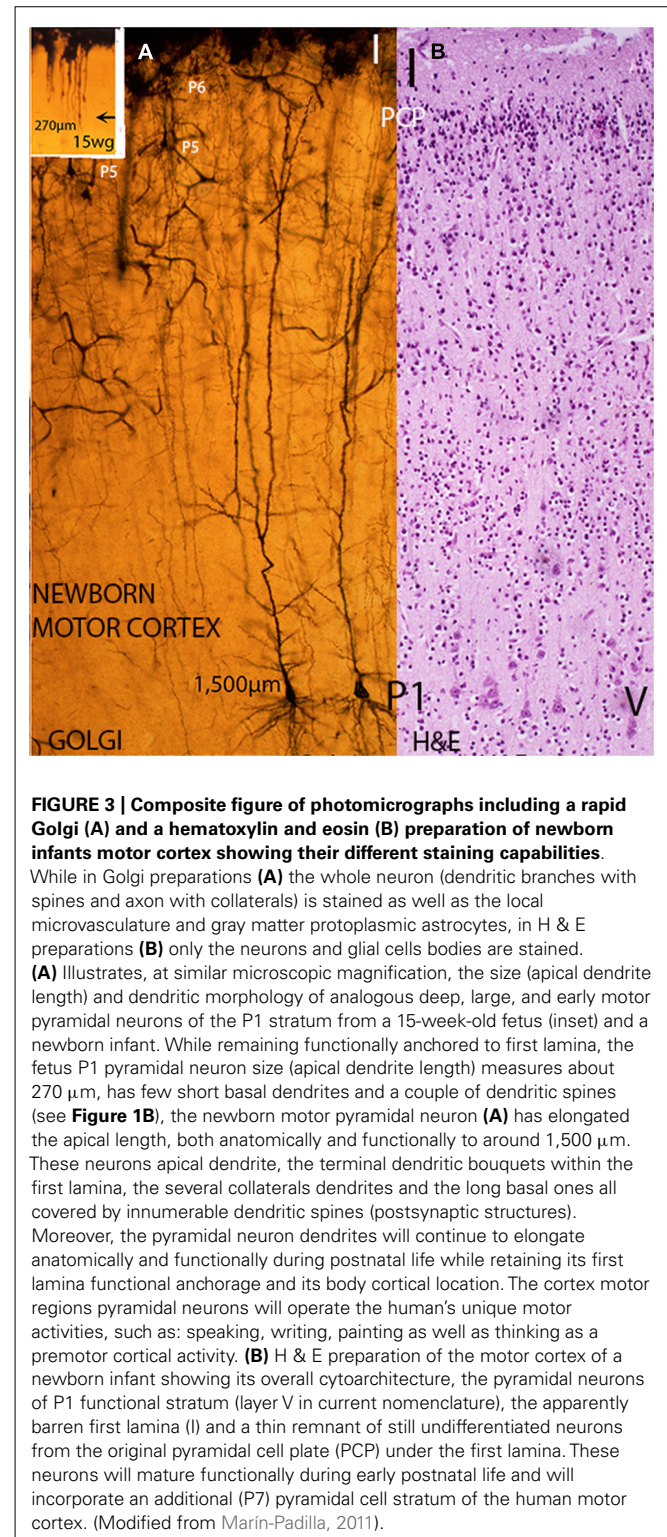 A
B
I
I
P6
PCP
P5
270µm
15wg
P5
NEWBORN
MOTOR CORTEX
1,500µm
P1
V
GOLGI
H&E
FIGURE 3 | Composite figure of photomicrographs including a rapid
Golgi (A) and a hematoxylin and eosin (B) preparation of newborn
infants motor cortex showing their different staining capabilities.
While in Golgi preparations (A) the whole neuron (dendritic branches with
spines and axon with collaterals) is stained as well as the local
microvasculature and gray matter protoplasmic astrocytes, in H & E
preparations (B) only the neurons and glial cells bodies are stained.
(A) Illustrates, at similar microscopic magnification, the size (apical dendrite
length) and dendritic morphology of analogous deep, large, and early motor
pyramidal neurons of the P1 stratum from a 15-week-old fetus (inset) and a
newborn infant. While remaining functionally anchored to first lamina, the
fetus P1 pyramidal neuron size (apical dendrite length) measures about
270 μm, has few short basal dendrites and a couple of dendritic spines
(see Figure 1B), the newborn motor pyramidal neuron (A) has elongated
the apical length, both anatomically and functionally to around 1,500 μm.
These neurons apical dendrite, the terminal dendritic bouquets within the
first lamina, the several collaterals dendrites and the long basal ones all
covered by innumerable dendritic spines (postsynaptic structures).
Moreover, the pyramidal neuron dendrites will continue to elongate
anatomically and functionally during postnatal life while retaining its first
lamina functional anchorage and its body cortical location. The cortex motor
regions pyramidal neurons will operate the human's unique motor
activities, such as: speaking, writing, painting as well as thinking as a
premotor cortical activity. (B) H & E preparation of the motor cortex of a
newborn infant showing its overall cytoarchitecture, the pyramidal neurons
of P1 functional stratum (layer V in current nomenclature), the apparently
barren first lamina (I) and a thin remnant of still undifferentiated neurons
from the original pyramidal cell plate (PCP) under the first lamina. These
neurons will mature functionally during early postnatal life and will
incorporate an additional (P7) pyramidal cell stratum of the human motor
cortex. (Modified from Marín-Padilla, 2011).